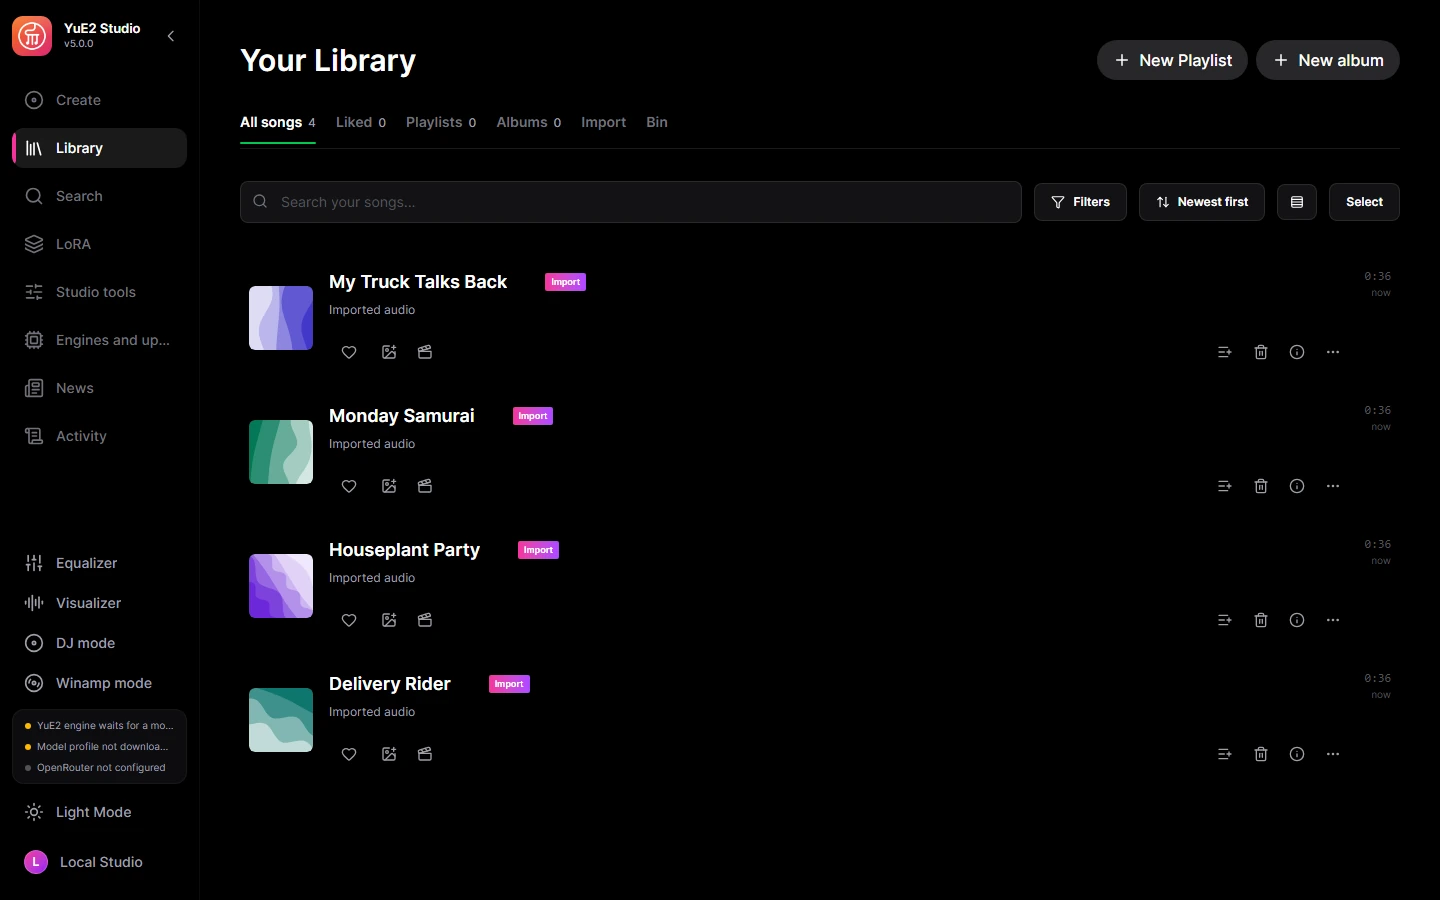 YuE2 Studio
v5.0.0
Create
Library
Search
LoRA
Studio tools
Engines and up...
News
Activity
Equalizer
Visualizer
DJ mode
Winamp mode
YuE2 engine waits for a mo...
Model profile not downloa...
OpenRouter not configured
Light Mode
L Local Studio
Your Library
New Playlist
New album
All songs 4 Liked 0 Playlists 0 Albums 0 Import Bin
Search your songs...
Filters
Newest first
Select
My Truck Talks Back Import
0:36
Imported audio
now
Monday Samurai Import
0:36
Imported audio
now
Houseplant Party Import
0:36
Imported audio
now
Delivery Rider Import
0:36
Imported audio
now